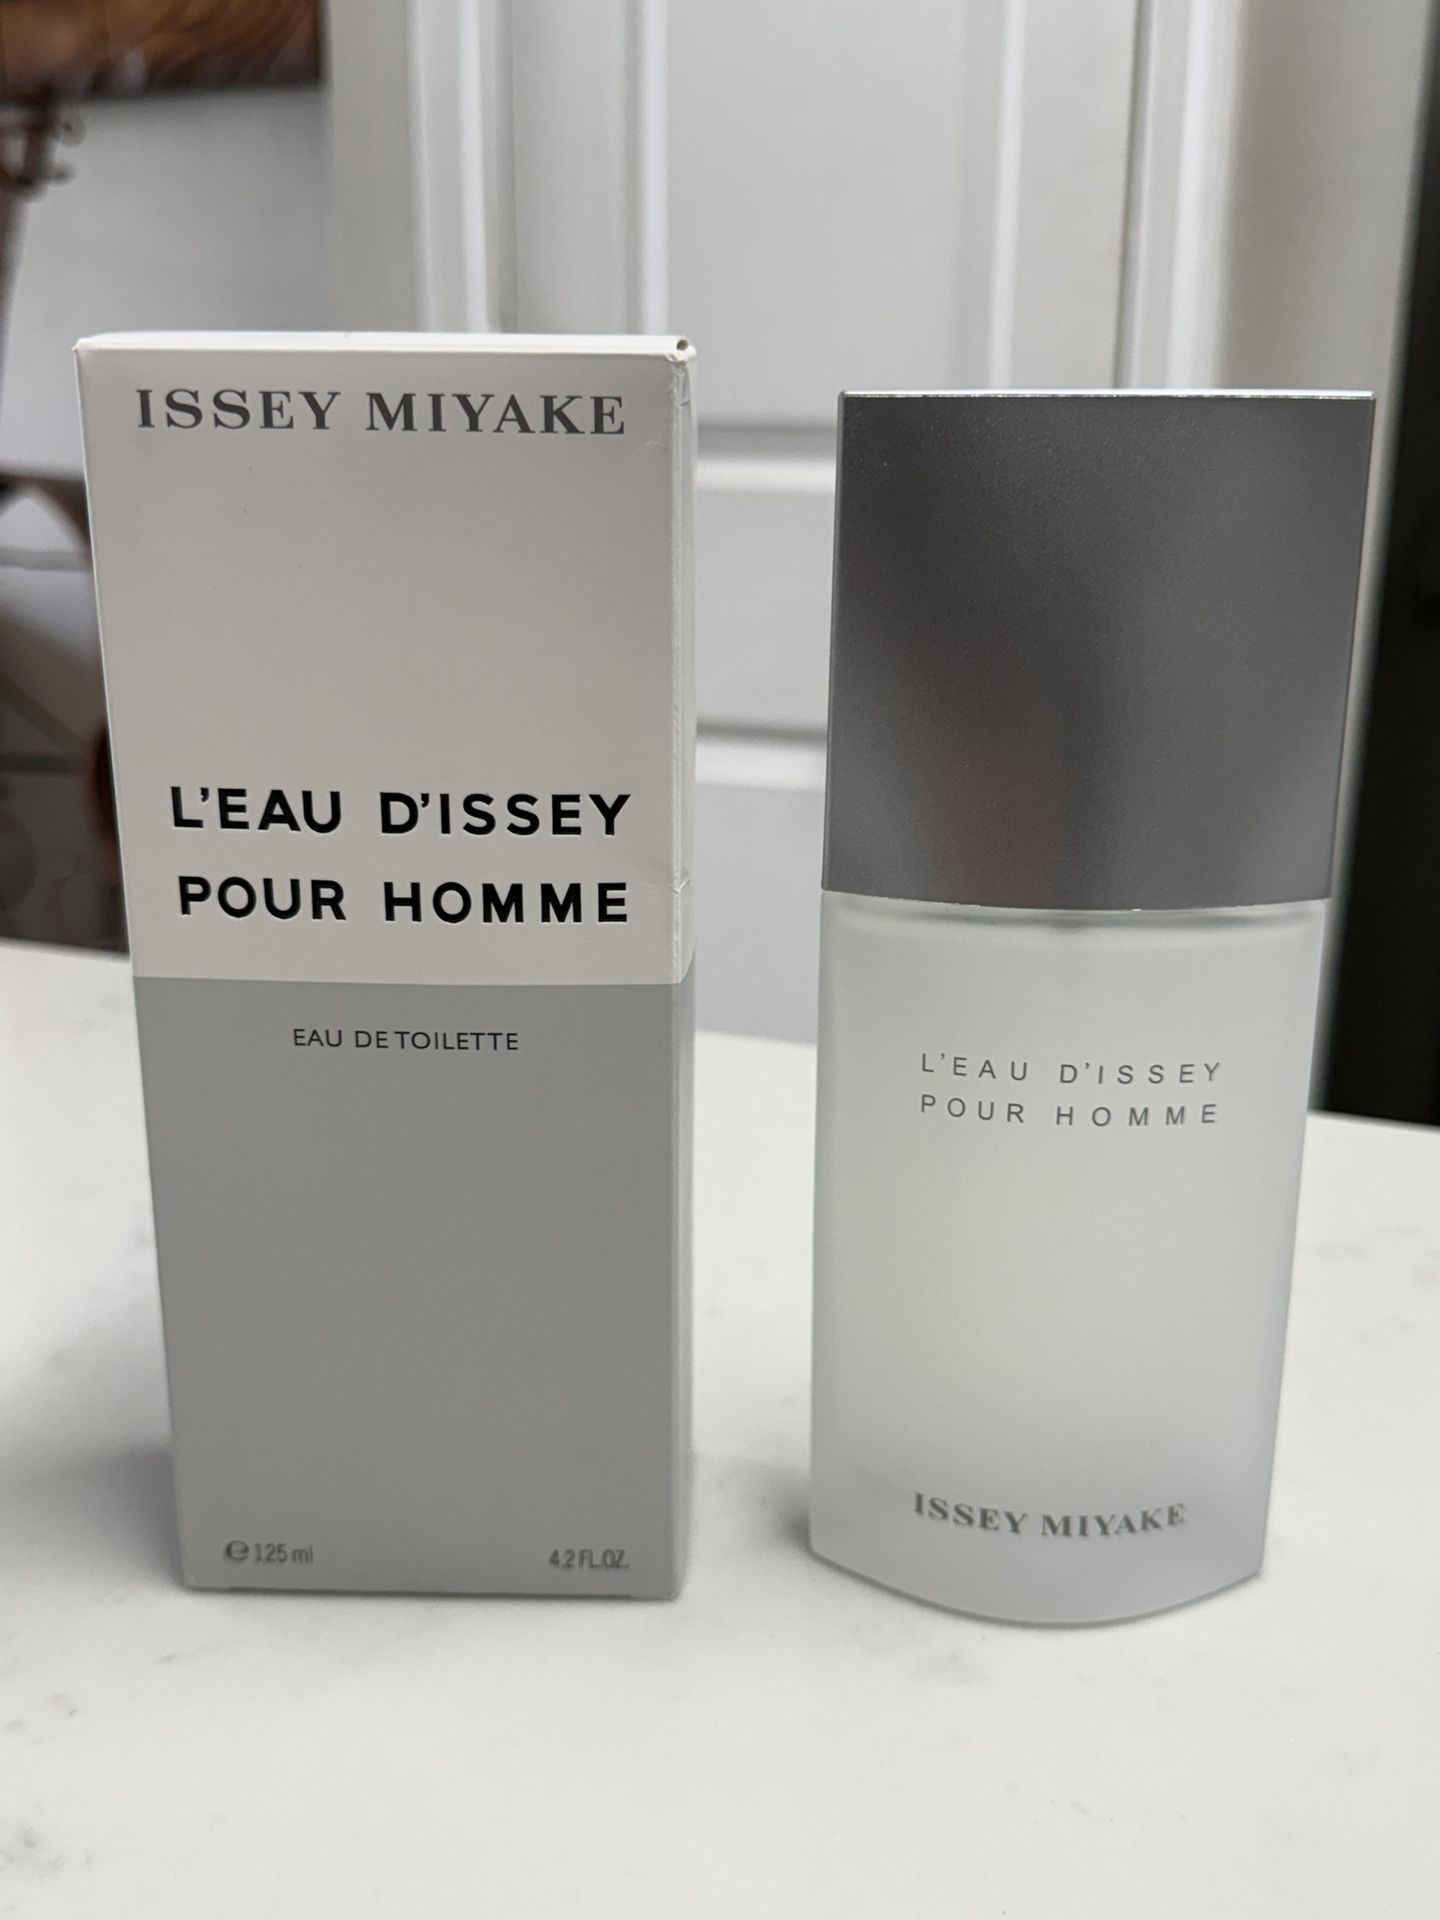 ISSEY MIYAKE
L'EAU D'ISSEY
POUR HOMME
EAU DE TOILETTE
℮ 125 ml
4.2 FL.OZ.
L'EAU D'ISSEY
POUR HOMME
ISSEY MIYAKE